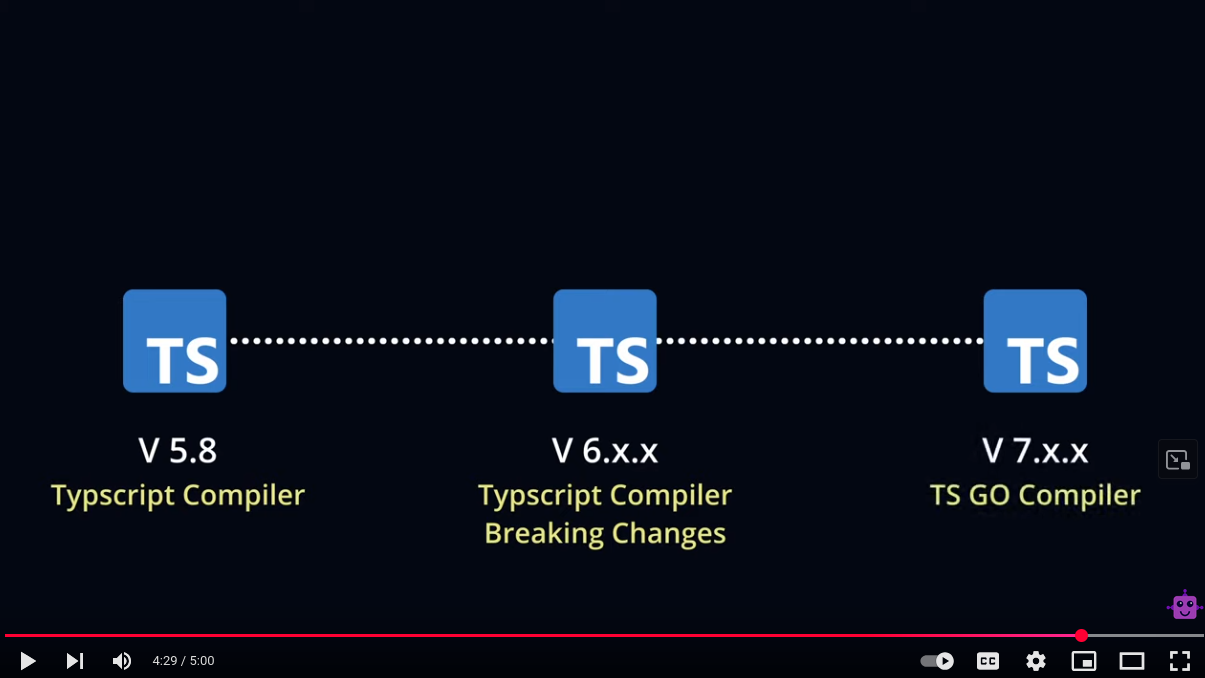 TS TS TS
V 5.8 V 6.x.x V 7.x.x
Typscript Compiler Typscript Compiler TS GO Compiler
Breaking Changes
4:29 / 5:00 CC